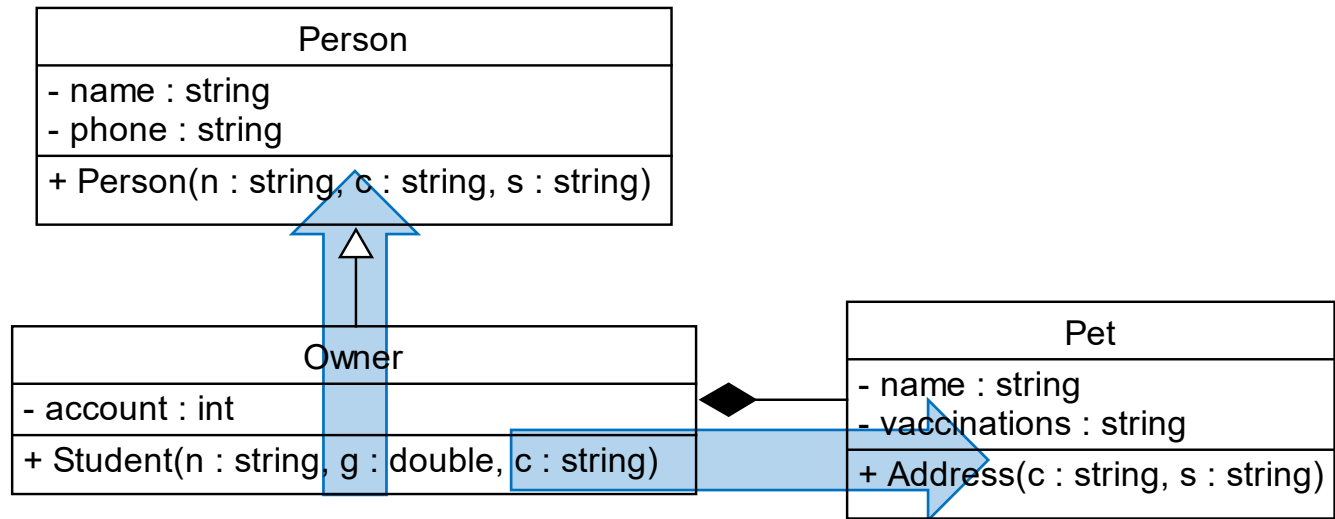 Person
- name : string
- phone : string
+ Person(n : string, c : string, s : string)
Owner
- account : int
+ Student(n : string, g : double, c : string)
Pet
- name : string
- vaccinations : string
+ Address(c : string, s : string)